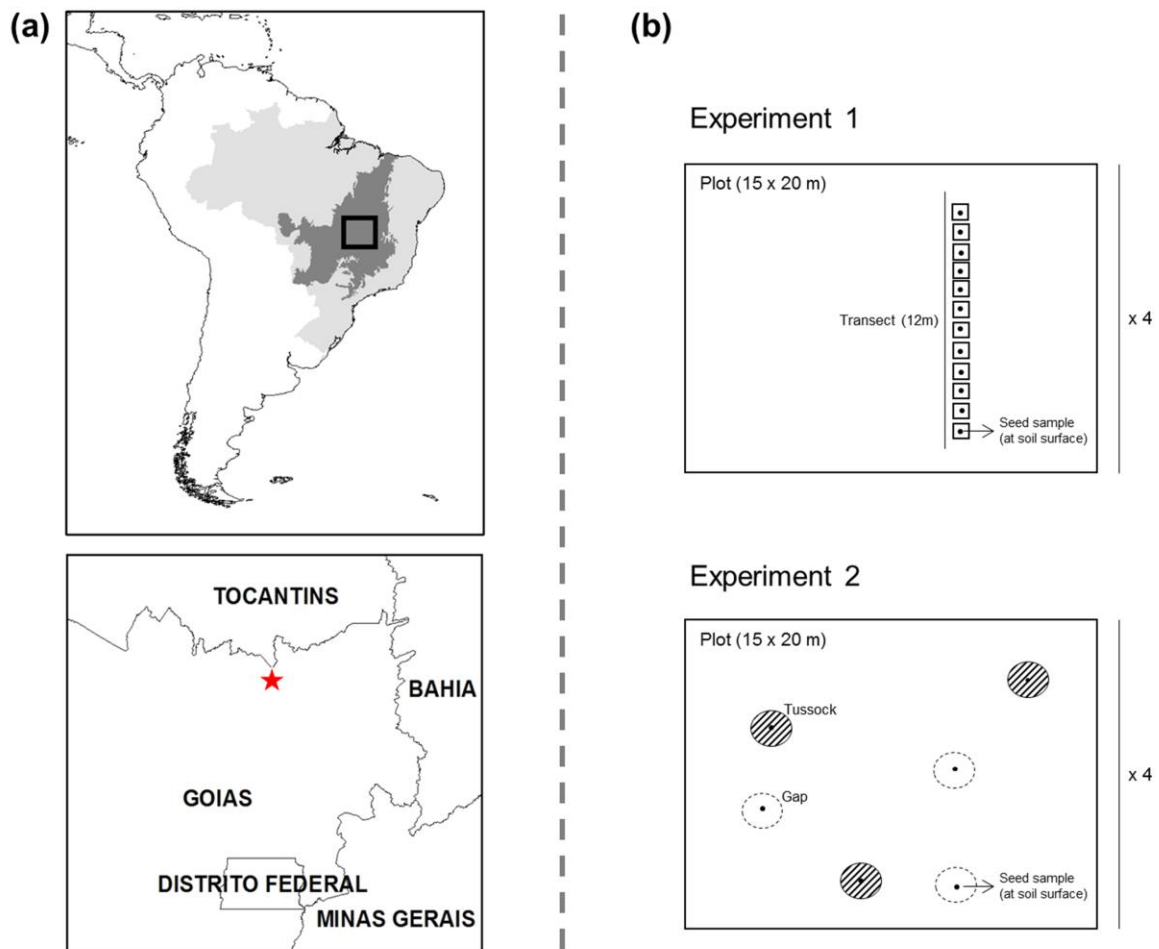 (a)
TOCANTINS
BAHIA
GOIAS
DISTRITO FEDERAL
MINAS GERAIS
(b)
Experiment 1
Plot (15 x 20 m)
Transect (12m)
Seed sample
(at soil surface)
x 4
Experiment 2
Plot (15 x 20 m)
Tussock
Gap
Seed sample
(at soil surface)
x 4